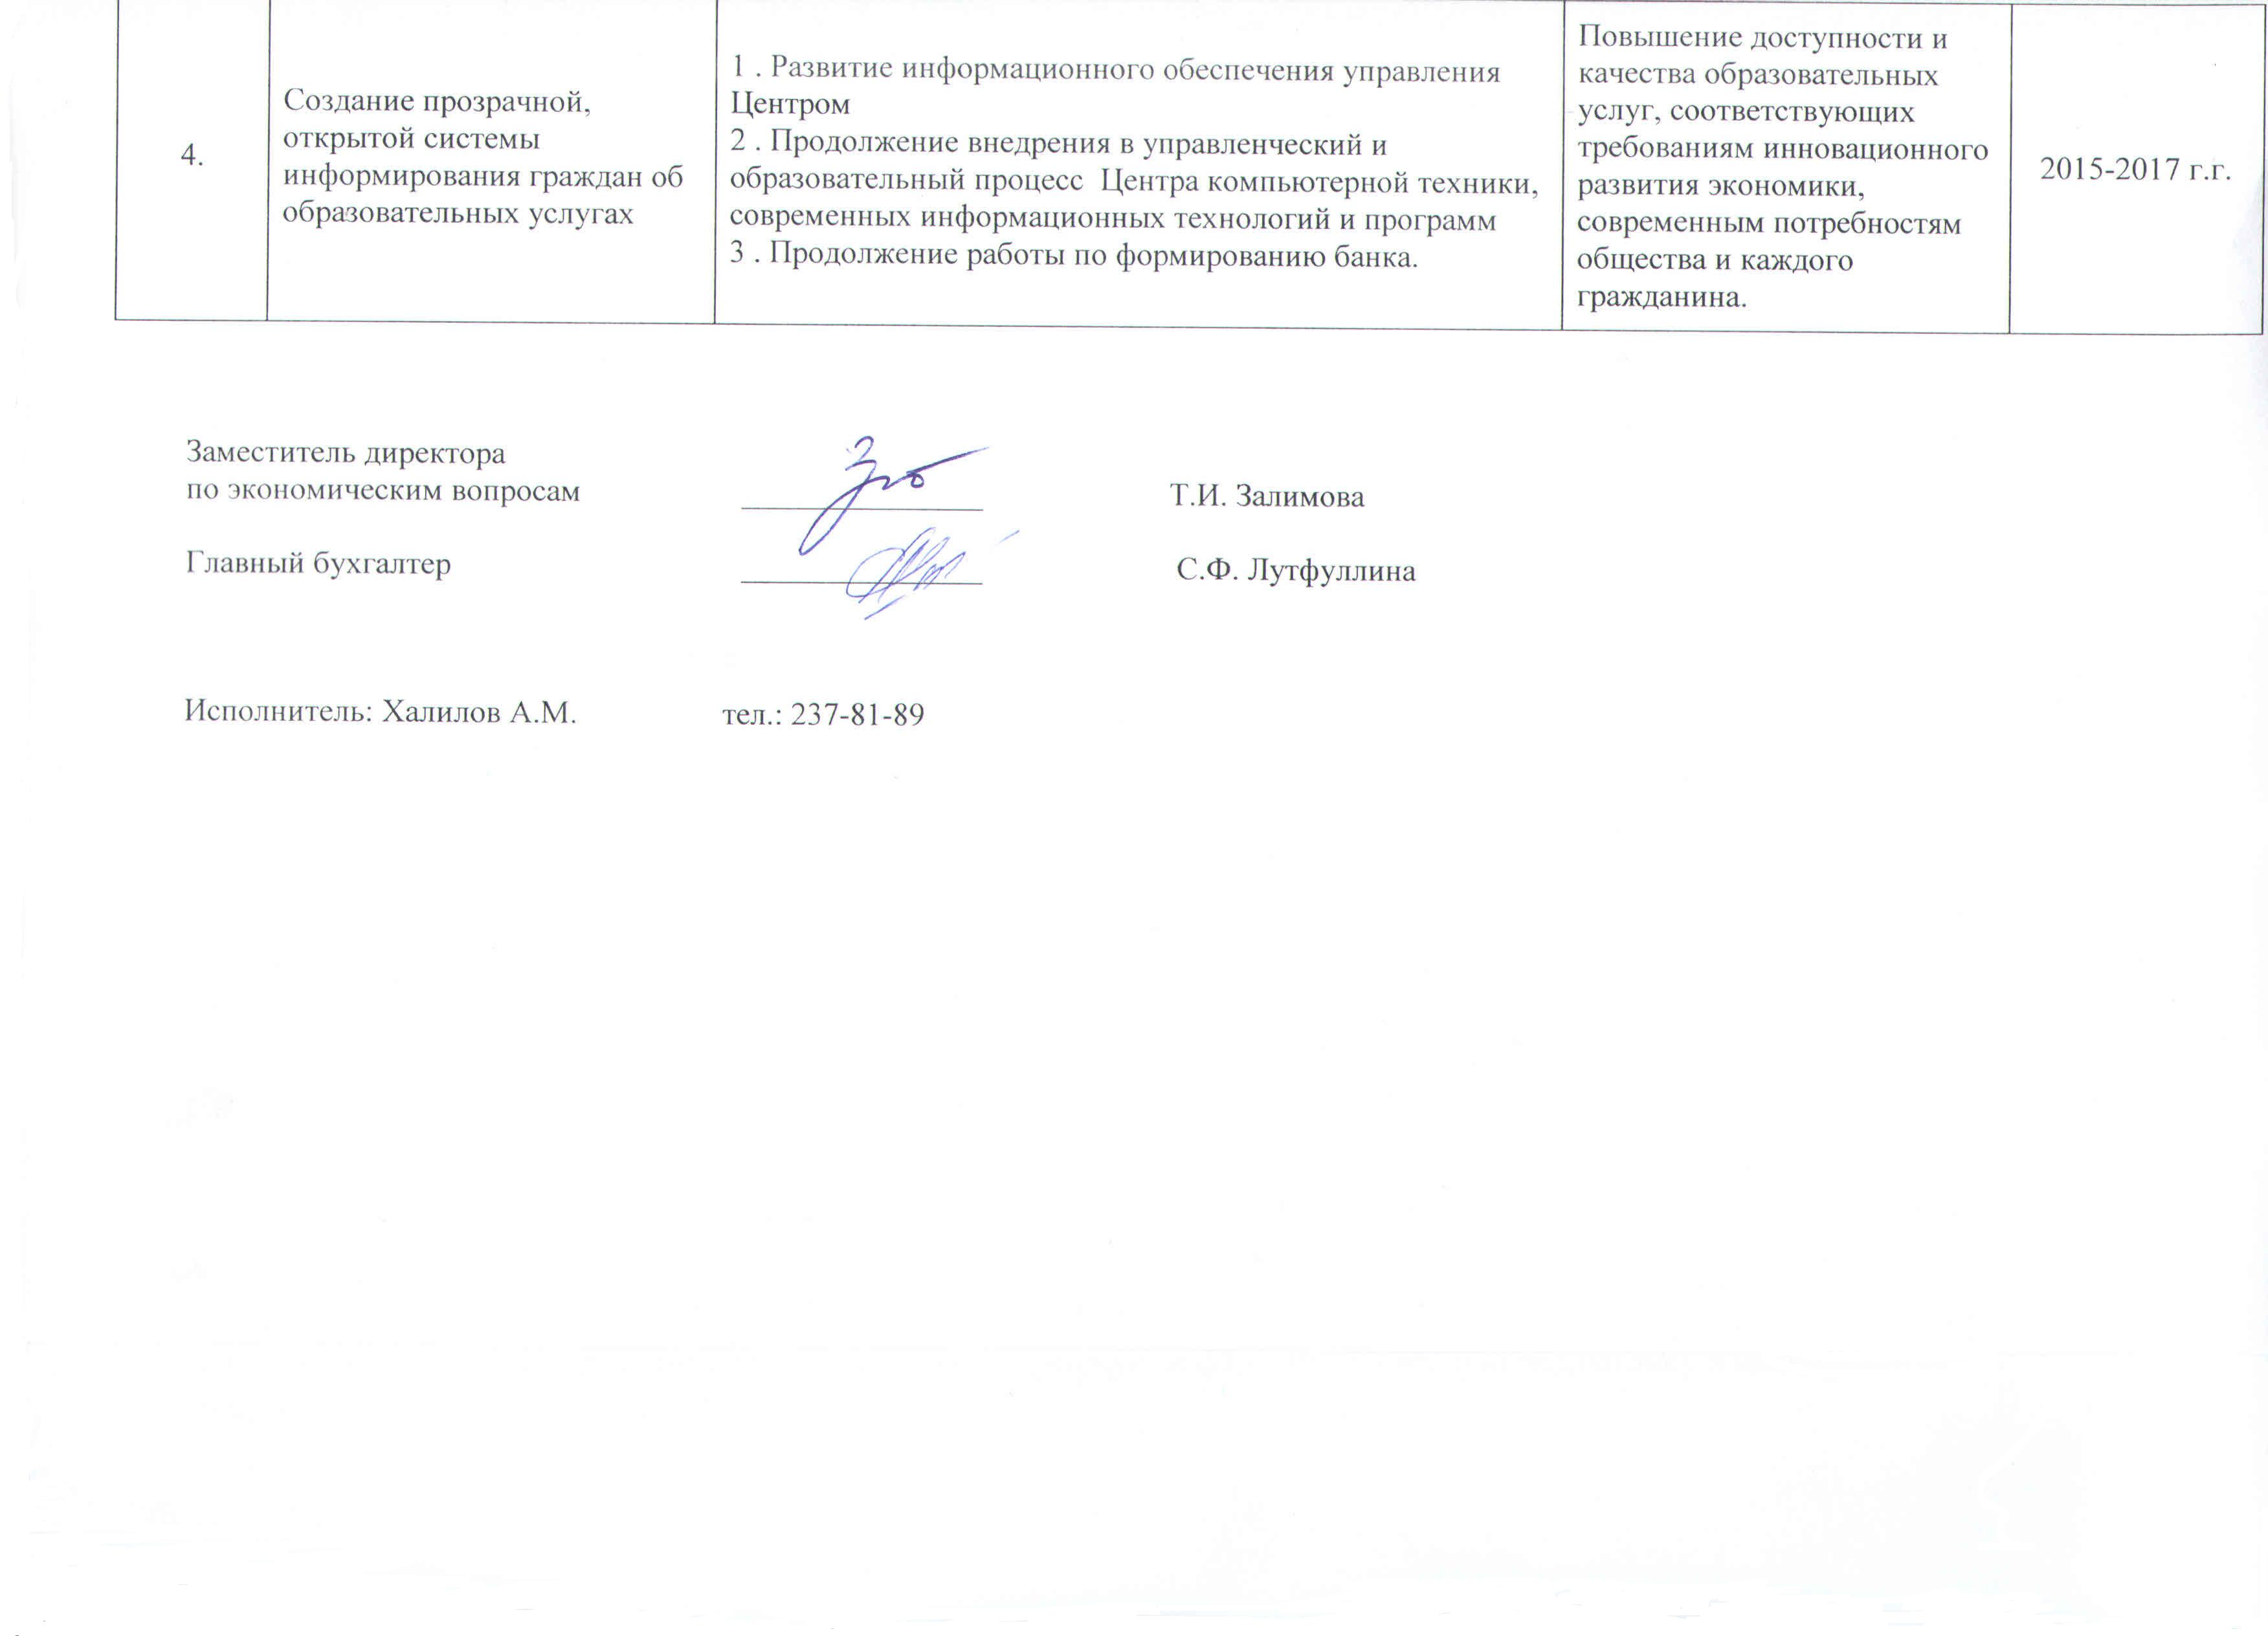 4.
Создание прозрачной,
открытой системы
информирования граждан об
образовательных услугах
1 . Развитие информационного обеспечения управления
Центром
2 . Продолжение внедрения в управленческий и
образовательный процесс Центра компьютерной техники,
современных информационных технологий и программ
3 . Продолжение работы по формированию банка.
Повышение доступности и
качества образовательных
услуг, соответствующих
требованиям инновационного
развития экономики,
современным потребностям
общества и каждого
гражданина.
2015-2017 г.г.
Заместитель директора
по экономическим вопросам
Т.И. Залимова
Главный бухгалтер
С.Ф. Лутфуллина
Исполнитель: Халилов А.М. тел.: 237-81-89